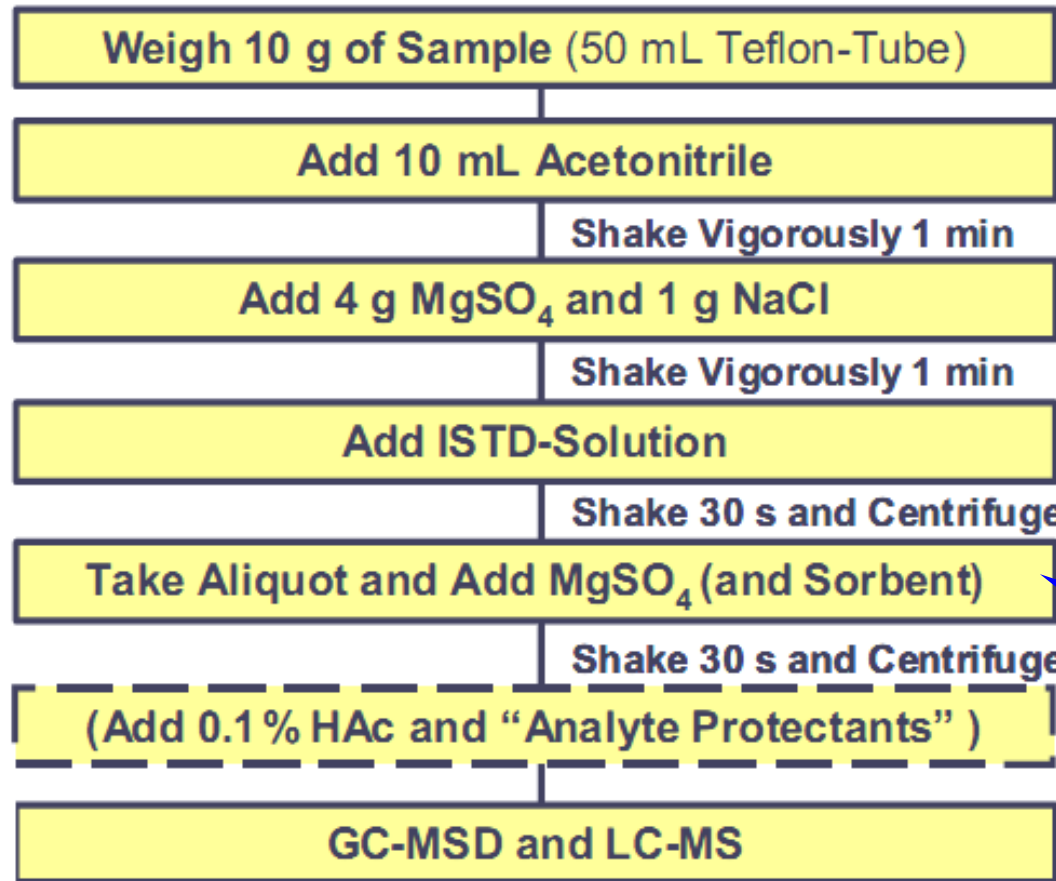 Weigh 10 g of Sample (50 mL Teflon-Tube)
Add 10 mL Acetonitrile
Shake Vigorously 1 min
Add 4 g MgSO₄ and 1 g NaCl
Shake Vigorously 1 min
Add ISTD-Solution
Shake 30 s and Centrifuge
Take Aliquot and Add MgSO₄ (and Sorbent)
Shake 30 s and Centrifuge
(Add 0.1% HAc and “Analyte Protectants” )
GC-MSD and LC-MS